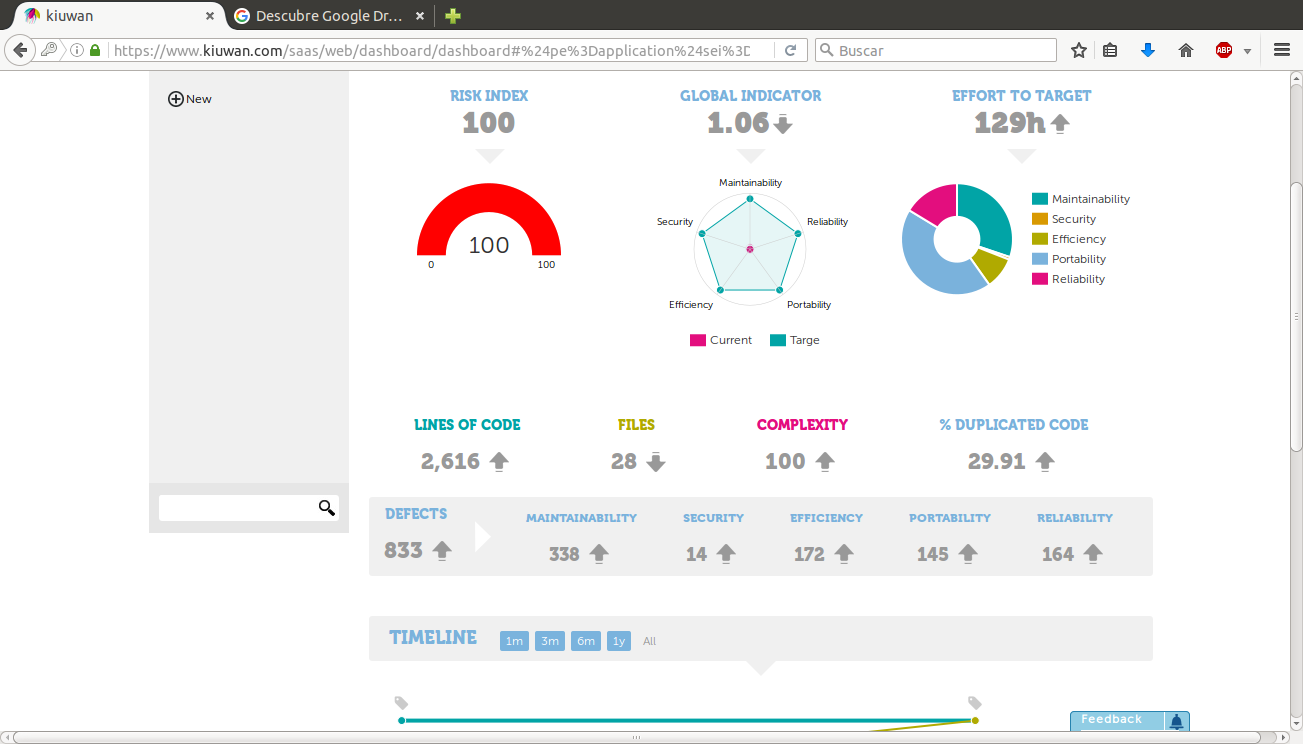 kiuwan
Descubre Google Dr...
https://www.kiuwan.com/saas/web/dashboard/dashboard#%24pe%3Dapplication%24sei%3D
Buscar
ABP
New
RISK INDEX
100
100
0
100
GLOBAL INDICATOR
1.06
Maintainability
Security
Reliability
Efficiency
Portability
Current
Targe
EFFORT TO TARGET
129h
Maintainability
Security
Efficiency
Portability
Reliability
LINES OF CODE
2,616
FILES
28
COMPLEXITY
100
% DUPLICATED CODE
29.91
DEFECTS
833
MAINTAINABILITY
338
SECURITY
14
EFFICIENCY
172
PORTABILITY
145
RELIABILITY
164
TIMELINE
1m 3m 6m 1y All
Feedback